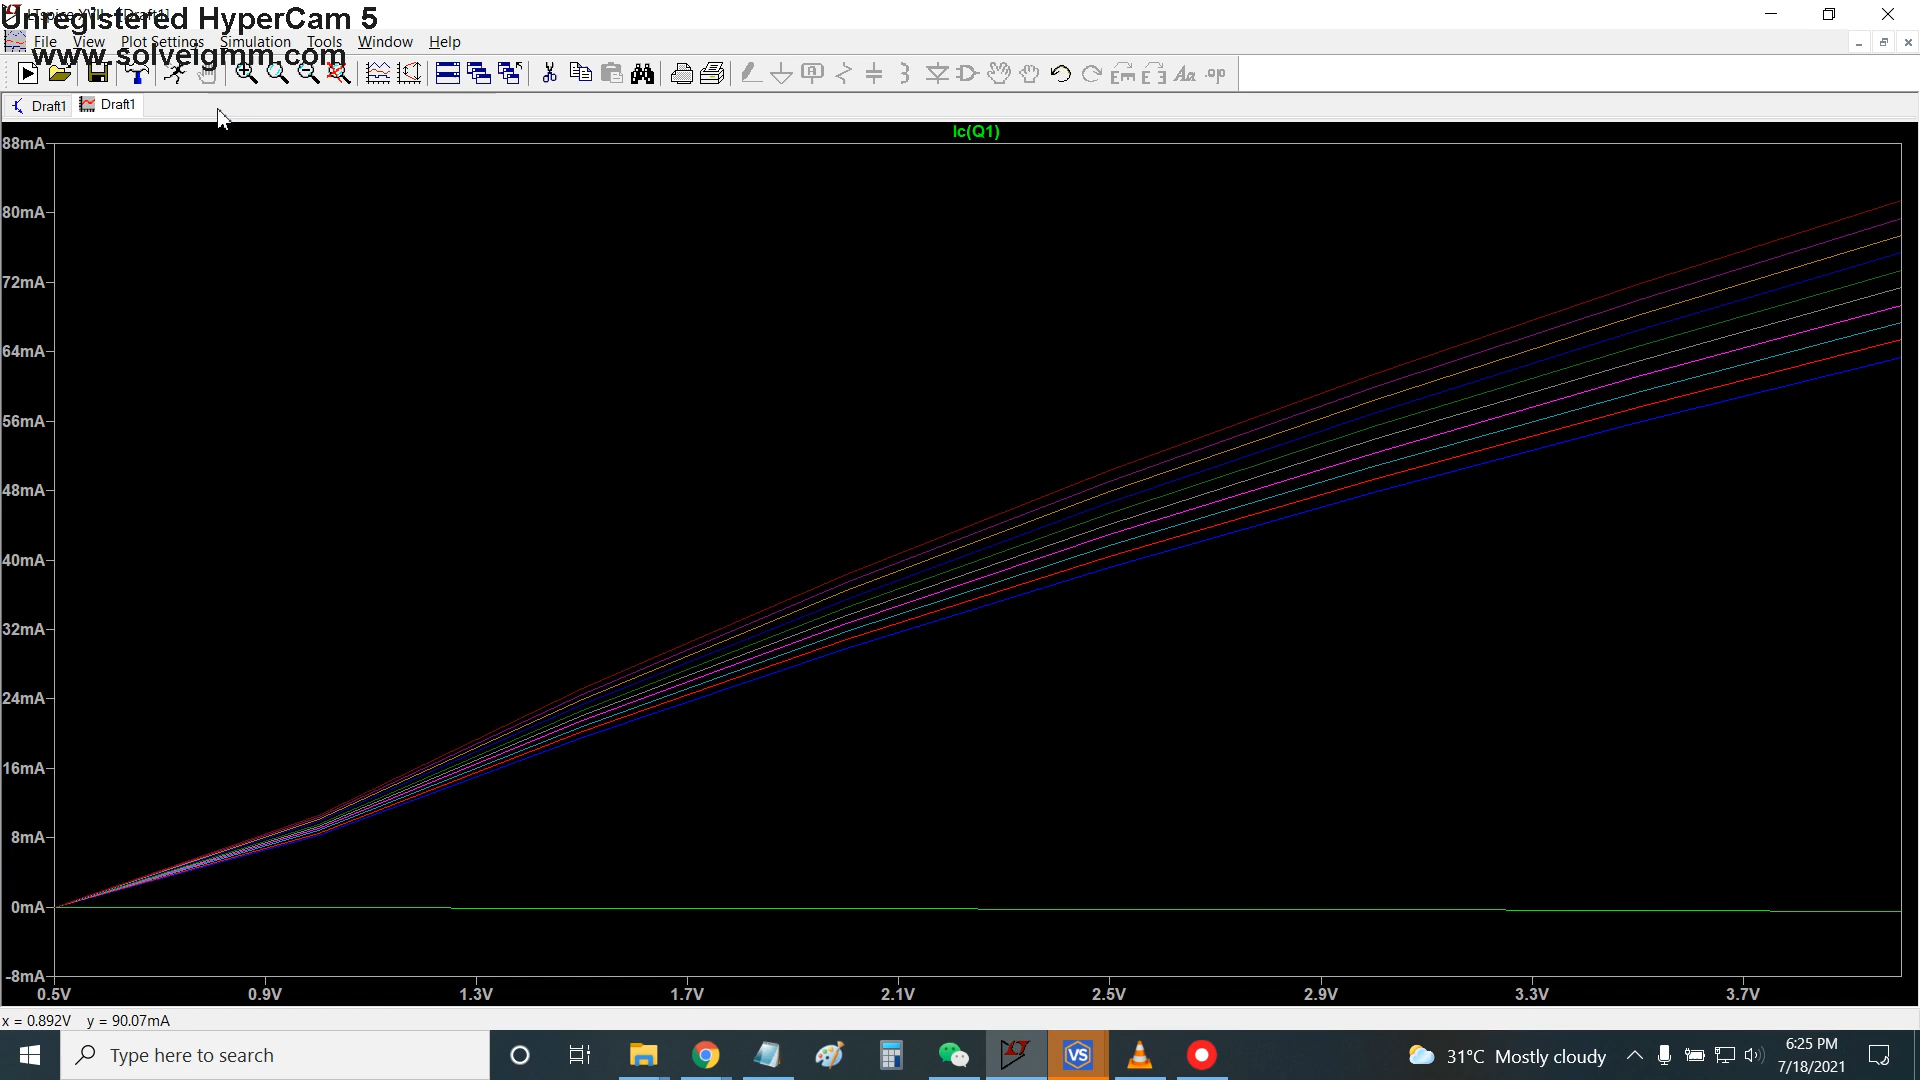 Unregistered HyperCam 5
www.solveigmm.com
File View Plot Settings Simulation Tools Window Help
Draft1 Draft1
Ic(Q1)
88mA
80mA
72mA
64mA
56mA
48mA
40mA
32mA
24mA
16mA
8mA
0mA
-8mA
0.5V 0.9V 1.3V 1.7V 2.1V 2.5V 2.9V 3.3V 3.7V
x = 0.892V y = 90.07mA
Type here to search
31°C Mostly cloudy
6:25 PM
7/18/2021